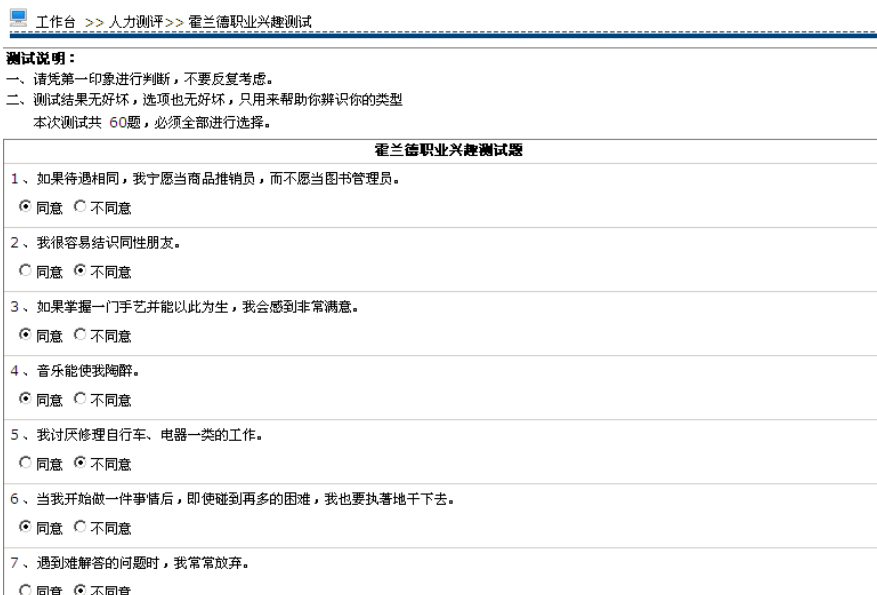 工作台 >> 人力测评>> 霍兰德职业兴趣测试
测试说明：
一、请凭第一印象进行判断，不要反复考虑。
二、测试结果无好坏，选项也无好坏，只用来帮助你辨识你的类型
本次测试共 60题，必须全部进行选择。
霍兰德职业兴趣测试题
1、如果待遇相同，我宁愿当商品推销员，而不愿当图书管理员。
同意 不同意
2、我很容易结识同性朋友。
同意 不同意
3、如果掌握一门手艺并能以此为生，我会感到非常满意。
同意 不同意
4、音乐能使我陶醉。
同意 不同意
5、我讨厌修理自行车、电器一类的工作。
同意 不同意
6、当我开始做一件事情后，即使碰到再多的困难，我也要执著地干下去。
同意 不同意
7、遇到难解答的问题时，我常常放弃。
同意 不同意